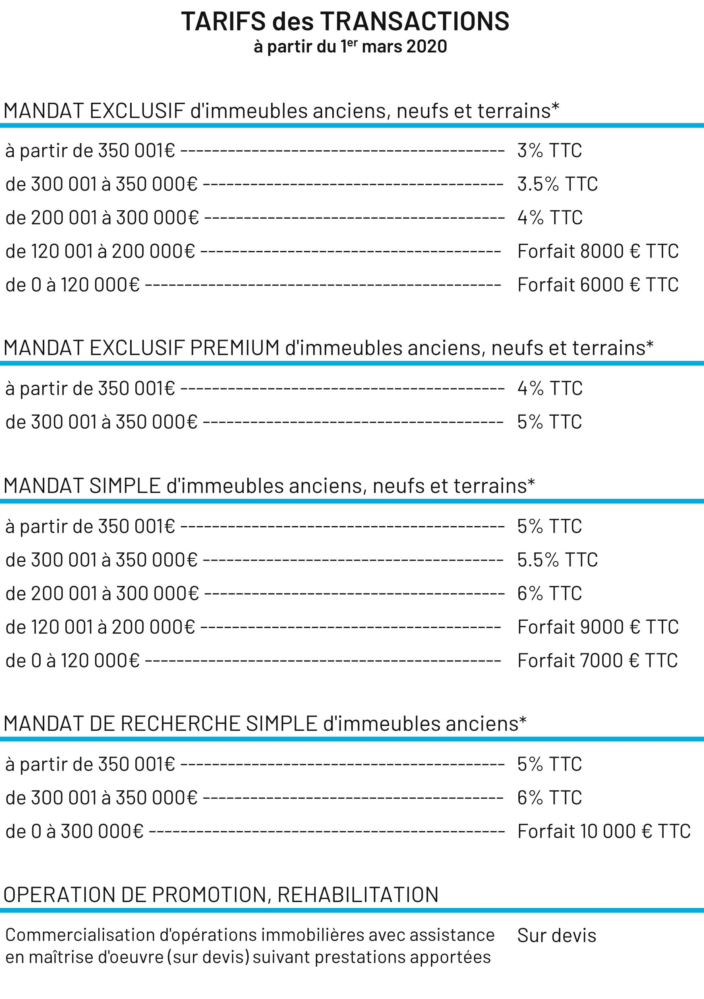 TARIFS des TRANSACTIONS
à partir du 1er mars 2020
MANDAT EXCLUSIF d'immeubles anciens, neufs et terrains*
à partir de 350 001€ ----------------------------------------- 3% TTC
de 300 001 à 350 000€ -------------------------------------- 3.5% TTC
de 200 001 à 300 000€ -------------------------------------- 4% TTC
de 120 001 à 200 000€ -------------------------------------- Forfait 8000 € TTC
de 0 à 120 000€ --------------------------------------------- Forfait 6000 € TTC
MANDAT EXCLUSIF PREMIUM d'immeubles anciens, neufs et terrains*
à partir de 350 001€ ----------------------------------------- 4% TTC
de 300 001 à 350 000€ -------------------------------------- 5% TTC
MANDAT SIMPLE d'immeubles anciens, neufs et terrains*
à partir de 350 001€ ----------------------------------------- 5% TTC
de 300 001 à 350 000€ -------------------------------------- 5.5% TTC
de 200 001 à 300 000€ -------------------------------------- 6% TTC
de 120 001 à 200 000€ -------------------------------------- Forfait 9000 € TTC
de 0 à 120 000€ --------------------------------------------- Forfait 7000 € TTC
MANDAT DE RECHERCHE SIMPLE d'immeubles anciens*
à partir de 350 001€ ----------------------------------------- 5% TTC
de 300 001 à 350 000€ -------------------------------------- 6% TTC
de 0 à 300 000€ --------------------------------------------- Forfait 10 000 € TTC
OPERATION DE PROMOTION, REHABILITATION
Commercialisation d'opérations immobilières avec assistance Sur devis
en maîtrise d'oeuvre (sur devis) suivant prestations apportées